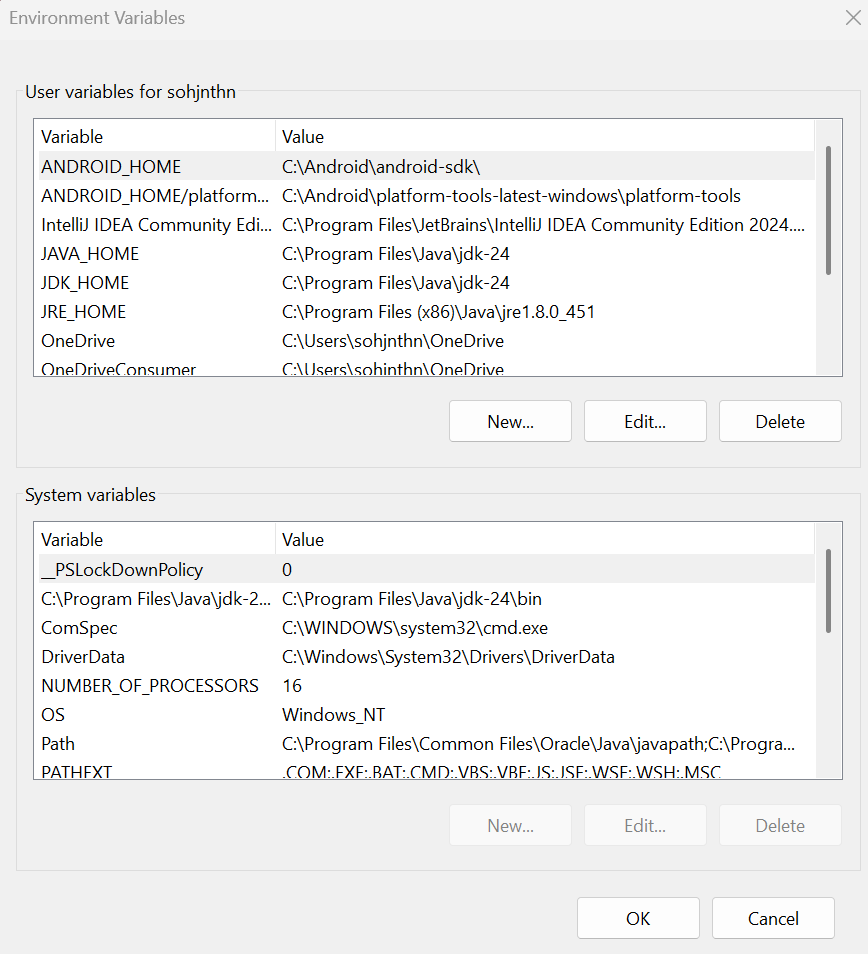 Environment Variables
User variables for sohjnthn
Variable Value
ANDROID_HOME C:\Android\android-sdk\
ANDROID_HOME/platform... C:\Android\platform-tools-latest-windows\platform-tools
IntelliJ IDEA Community Edi... C:\Program Files\JetBrains\IntelliJ IDEA Community Edition 2024....
JAVA_HOME C:\Program Files\Java\jdk-24
JDK_HOME C:\Program Files\Java\jdk-24
JRE_HOME C:\Program Files (x86)\Java\jre1.8.0_451
OneDrive C:\Users\sohjnthn\OneDrive
OneDriveConsumer C:\Users\sohjnthn\OneDrive
New... Edit... Delete
System variables
Variable Value
__PSLockDownPolicy 0
C:\Program Files\Java\jdk-2... C:\Program Files\Java\jdk-24\bin
ComSpec C:\WINDOWS\system32\cmd.exe
DriverData C:\Windows\System32\Drivers\DriverData
NUMBER_OF_PROCESSORS 16
OS Windows_NT
Path C:\Program Files\Common Files\Oracle\Java\javapath;C:\Progra...
PATHEXT .COM;.EXE;.BAT;.CMD;.VBS;.VBE;.JS;.JSE;.WSF;.WSH;.MSC
New... Edit... Delete
OK Cancel